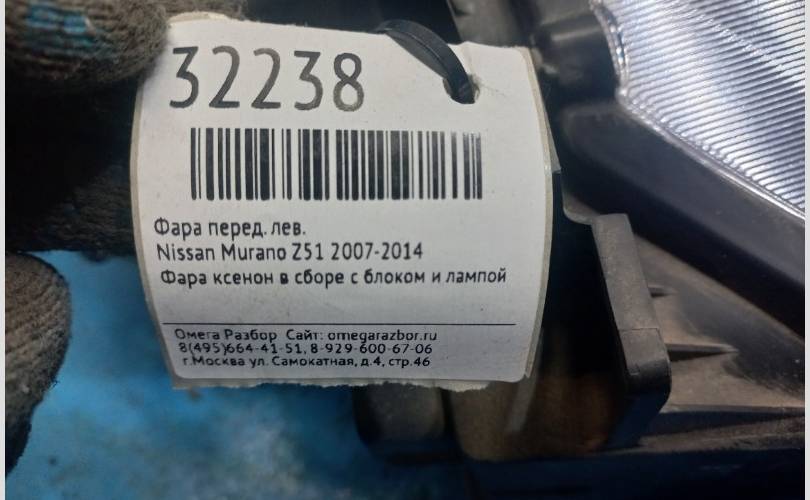 32238
Фара перед. лев.
Nissan Murano Z51 2007-2014
Фара ксенон в сборе с блоком и лампой
Омега Разбор Сайт: omegarazbor.ru
8(495)664-41-51, 8-929-600-67-06
г.Москва ул. Самокатная, д.4, стр.46